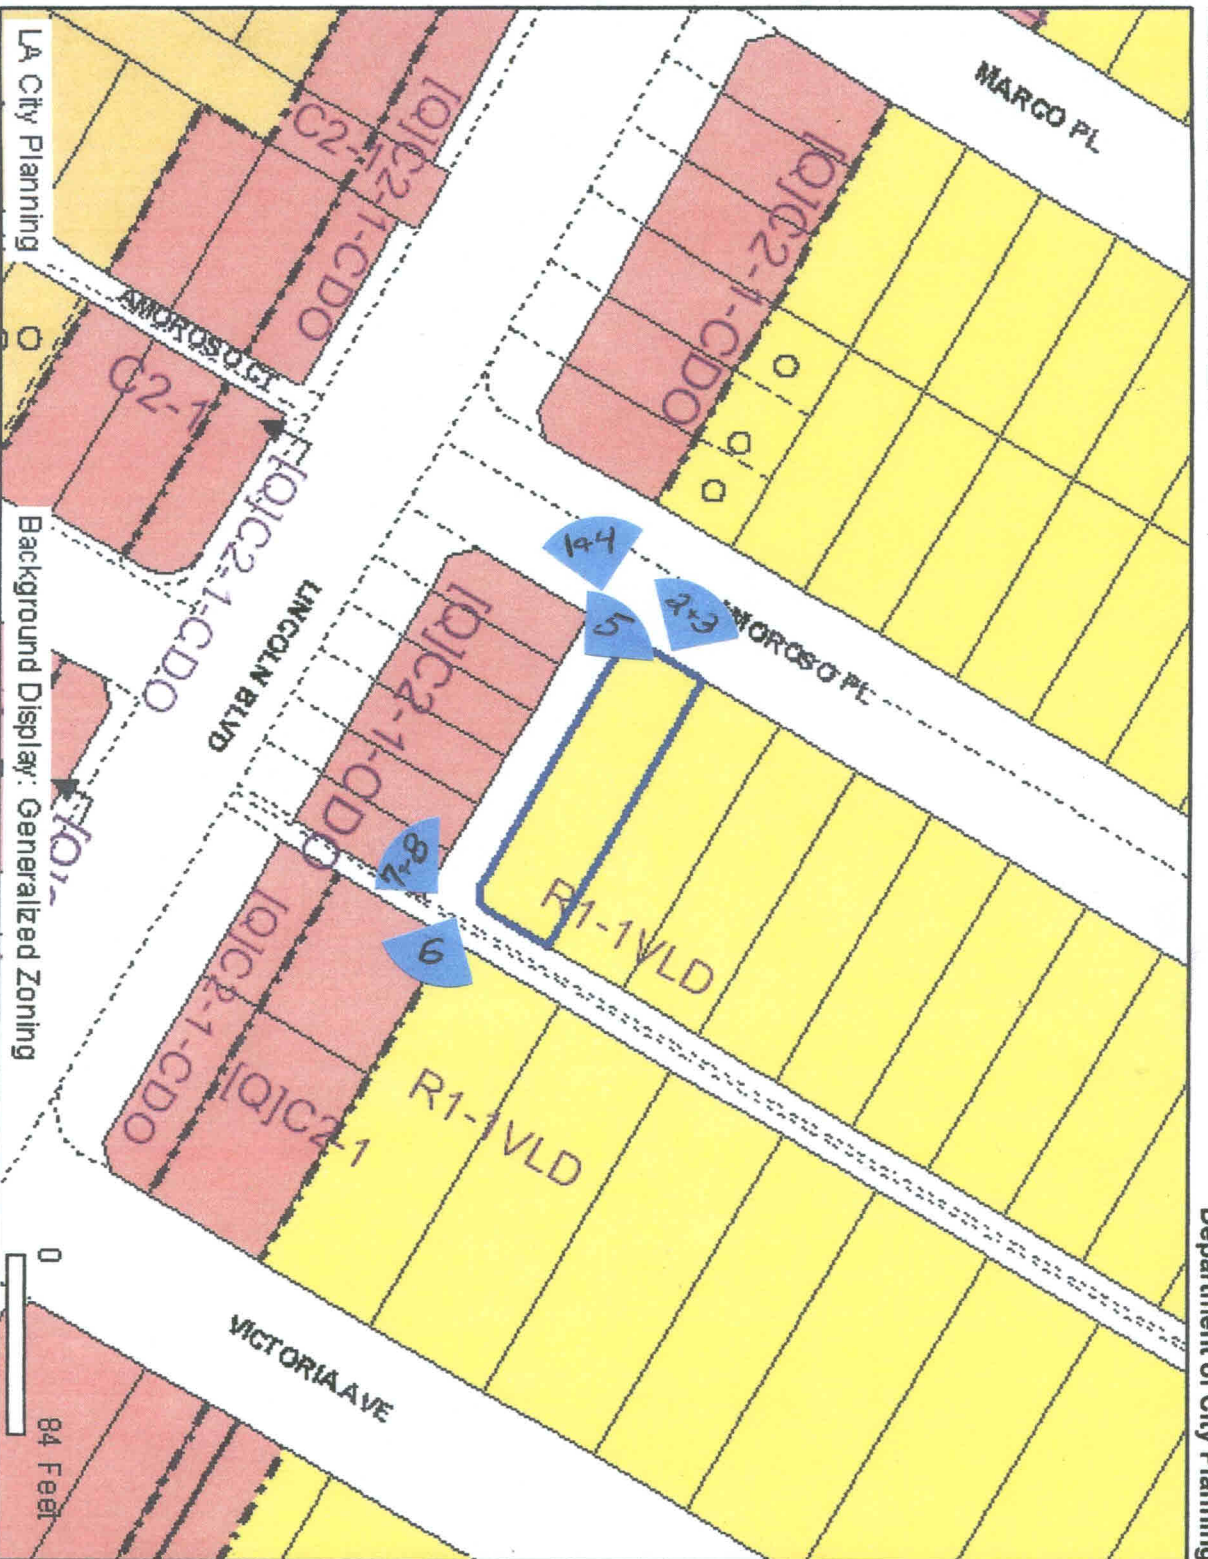 Department of City Planning
MARCO PL
[Q]C2-1-CDO
[Q]C2-1-CDO
C2-1
AMOROSO CT
C2-1
[Q]C2-1-CDO
O
O
O
O
1+4
2+3
5
AMOROSO PL
LINCOLN BLVD
[Q]C2-1-CDO
7+8
6
R1-1VLD
[Q]C2-1-CDO
[Q]C2-1
R1-1VLD
VICTORIA AVE
LA City Planning
Background Display: Generalized Zoning
0
84 Feet